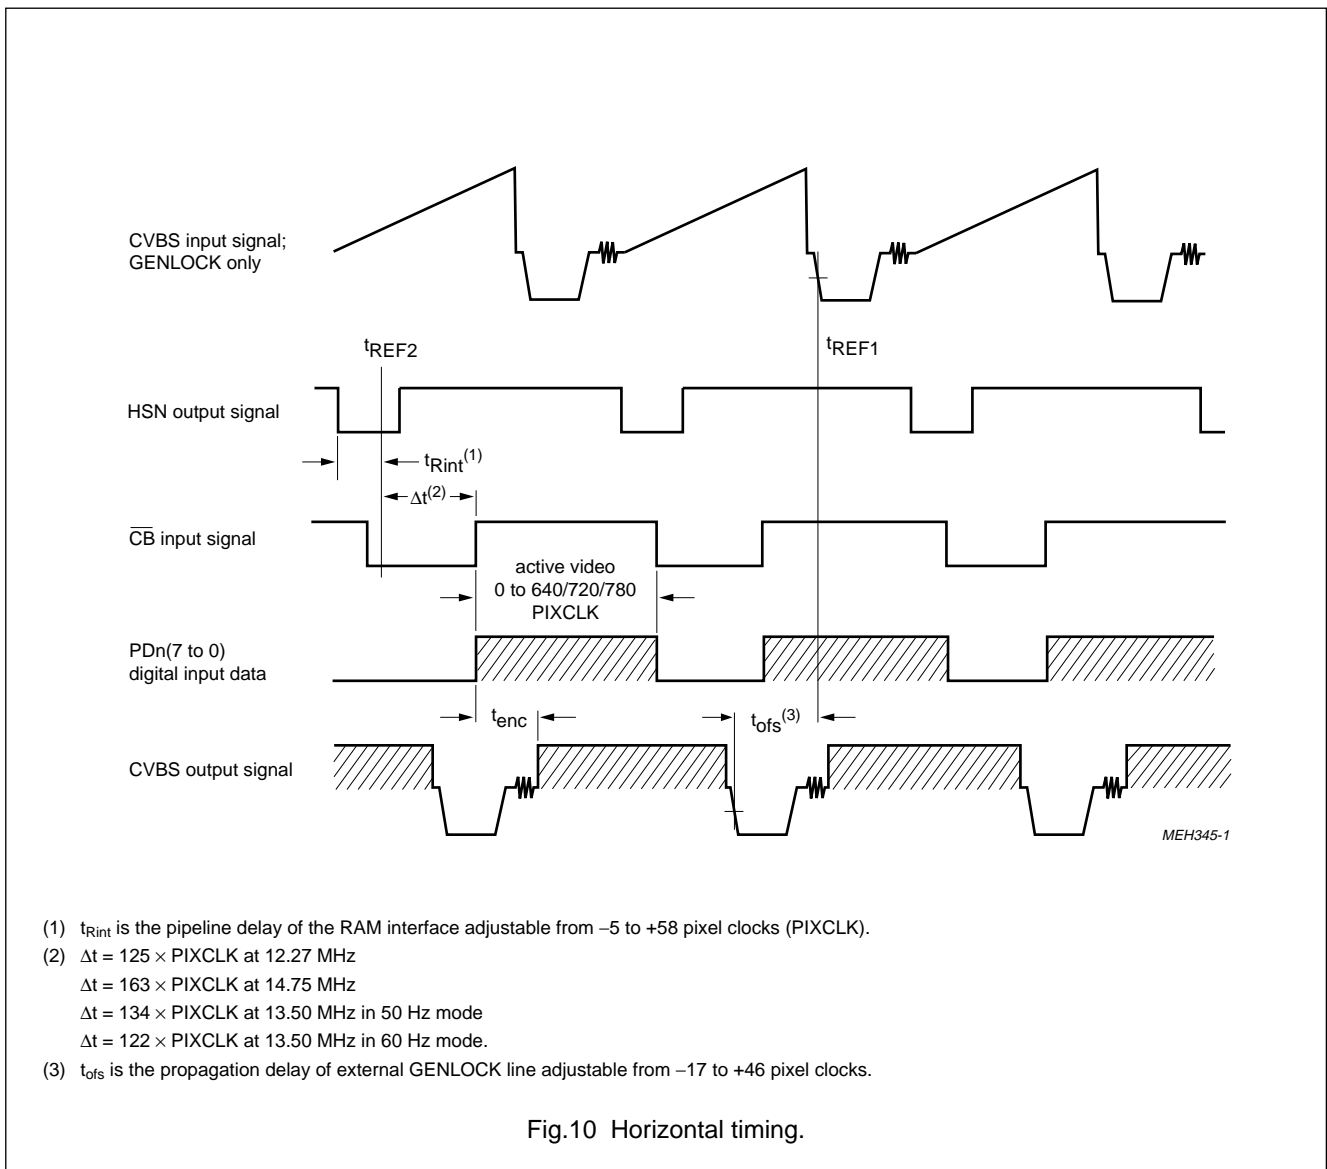 CVBS input signal;
GENLOCK only
tREF2
tREF1
HSN output signal
tRint(1)
Δt(2)
CB input signal
active video
0 to 640/720/780
PIXCLK
PDn(7 to 0)
digital input data
tenc
tofs(3)
CVBS output signal
MEH345-1
(1) tRint is the pipeline delay of the RAM interface adjustable from −5 to +58 pixel clocks (PIXCLK).
(2) Δt = 125 × PIXCLK at 12.27 MHz
Δt = 163 × PIXCLK at 14.75 MHz
Δt = 134 × PIXCLK at 13.50 MHz in 50 Hz mode
Δt = 122 × PIXCLK at 13.50 MHz in 60 Hz mode.
(3) tofs is the propagation delay of external GENLOCK line adjustable from −17 to +46 pixel clocks.
Fig.10 Horizontal timing.